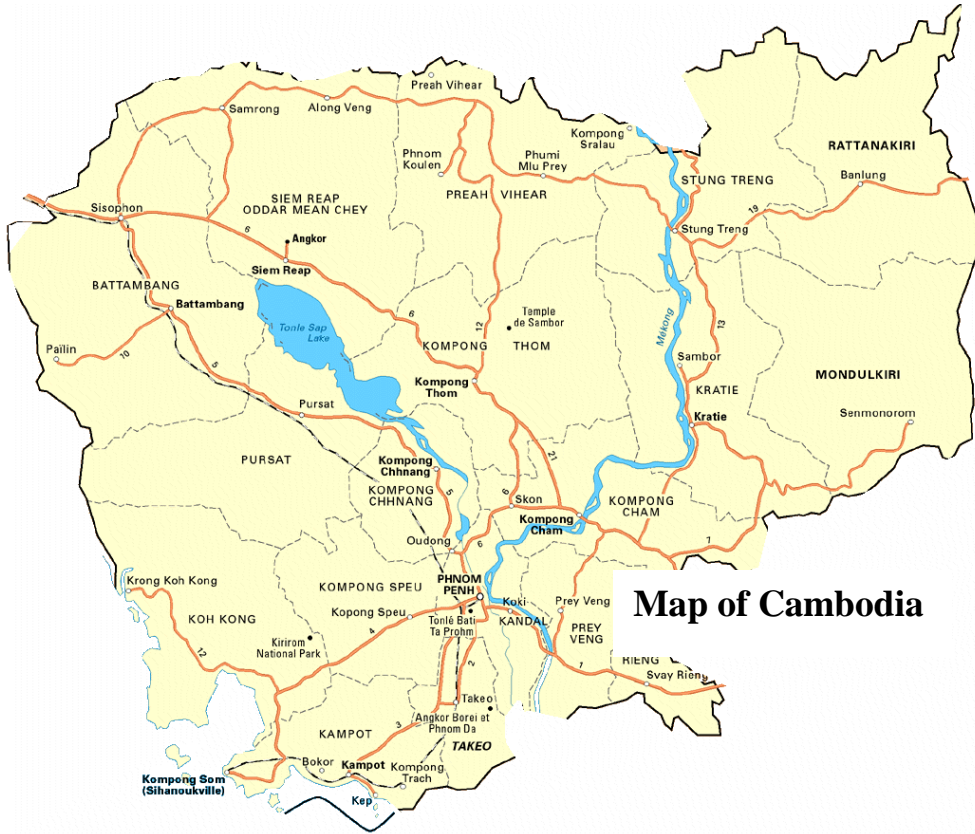 Preah Vihear
Samrong
Along Veng
Kompong
Sralau
Phnom
Koulen
Phumi
Mlu Prey
RATTANAKIRI
Banlung
STUNG TRENG
PREAH VIHEAR
SIEM REAP
ODDAR MEAN CHEY
Sisophon
19
Stung Treng
6
Angkor
Siem Reap
BATTAMBANG
Battambang
Tonle Sap
Lake
6
12
Temple
de Sambor
Mékong
13
KOMPONG THOM
Païlin
10
5
Sambor
Kompong
Thom
KRATIE
MONDULKIRI
Pursat
Kratie
Senmonorom
PURSAT
Kompong
Chhnang
21
KOMPONG
CHHNANG
5
6
Skon
KOMPONG
CHAM
Kompong
Cham
Oudong
6
7
PHNOM
PENH
Krong Koh Kong
KOMPONG SPEU
Koki
Prey Veng
Map of Cambodia
KOH KONG
Kopong Speu
Tonlé Bati
Ta Prohm
KANDAL
PREY
VENG
4
Kirirom
National Park
12
2
1
RIENG
Svay Rieng
Takeo
3
Angkor Borei et
Phnom Da
KAMPOT
TAKEO
Bokor
Kampot
Kompong
Trach
Kompong Som
(Sihanoukville)
Kep